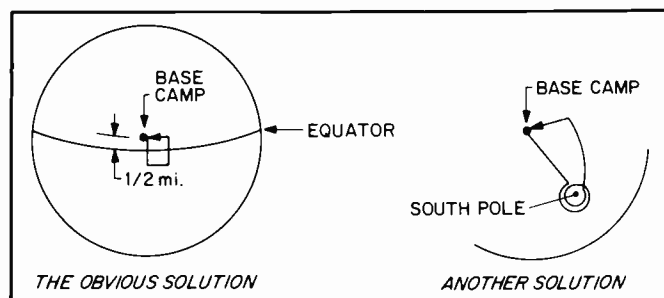 BASE
CAMP
EQUATOR
1/2 mi.
THE OBVIOUS SOLUTION
BASE CAMP
SOUTH POLE
ANOTHER SOLUTION